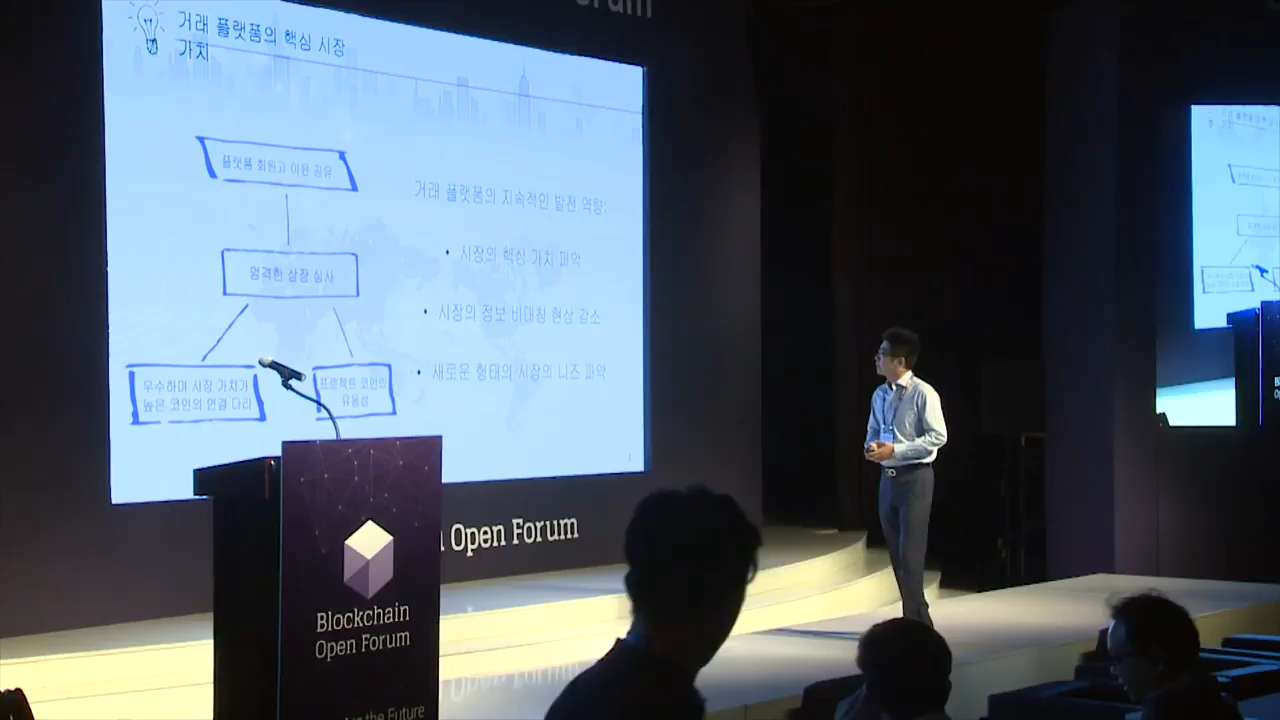 orum
거래 플랫폼의 핵심 시장
가치
플랫폼 회원과 이윤 공유
엄격한 상장 심사
우수하며 시장 가치가
높은 코인의 연결 다리
프로젝트 코인의
유용성
거래 플랫폼의 지속적인 발전 역량:
• 시장의 핵심 가치 파악
• 시장의 정보 비대칭 현상 감소
• 새로운 형태의 시장의 니즈 파악
Open Forum
Blockchain
Open Forum
the Future